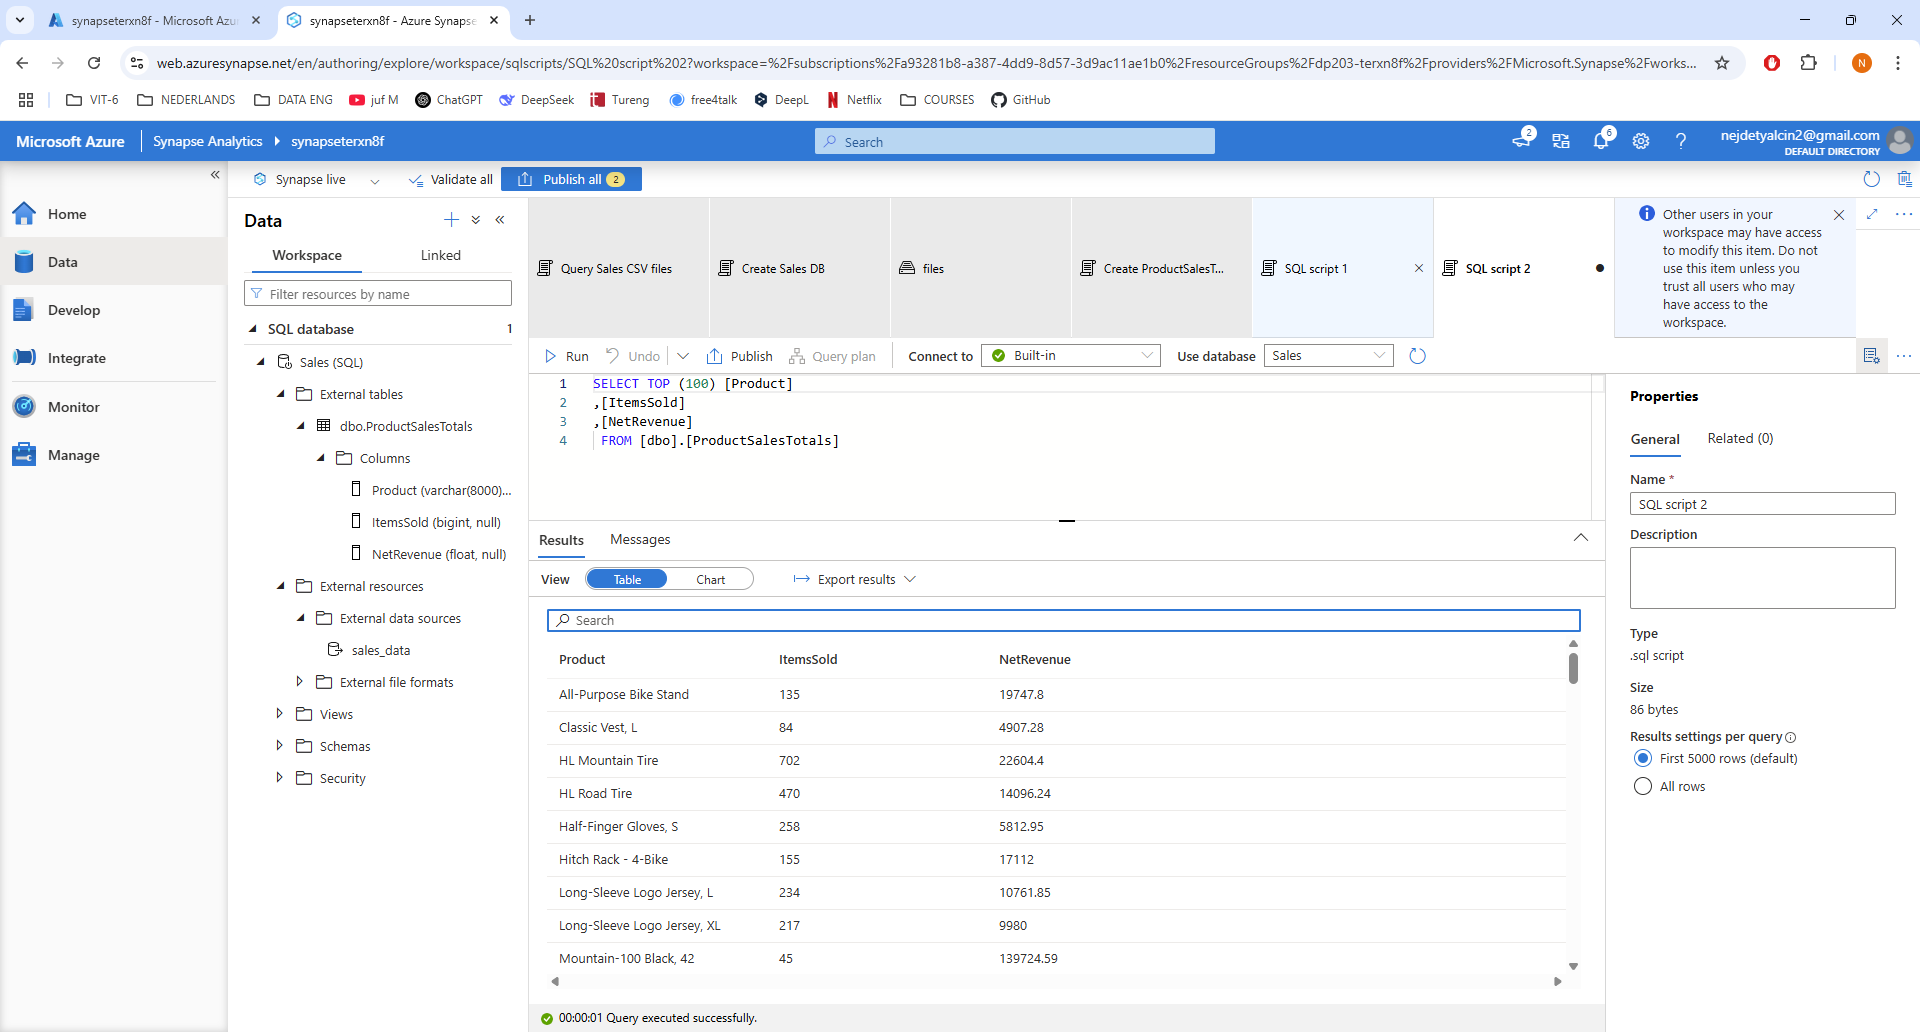 synapseterxn8f - Microsoft Azu
synapseterxn8f - Azure Synapse
web.azuresynapse.net/en/authoring/explore/workspace/sqlscripts/SQL%20script%202?workspace=%2Fsubscriptions%2Fa93281b8-a387-4dd9-8d57-3d9ac11ae1b0%2FresourceGroups%2Fdp203-terxn8f%2Fproviders%2FMicrosoft.Synapse%2Fworks...
N
VIT-6
NEDERLANDS
DATA ENG
juf M
ChatGPT
DeepSeek
Tureng
free4talk
DeepL
Netflix
COURSES
GitHub
Microsoft Azure
Synapse Analytics
synapseterxn8f
Search
2
6
nejdetyalcin2@gmail.com
DEFAULT DIRECTORY
Synapse live
Validate all
Publish all 2
Home
Data
Develop
Integrate
Monitor
Manage
Data
Workspace
Linked
Filter resources by name
SQL database 1
Sales (SQL)
External tables
dbo.ProductSalesTotals
Columns
Product (varchar(8000)...
ItemsSold (bigint, null)
NetRevenue (float, null)
External resources
External data sources
sales_data
External file formats
Views
Schemas
Security
Query Sales CSV files
Create Sales DB
files
Create ProductSalesT...
SQL script 1
SQL script 2
Other users in your
workspace may have access
to modify this item. Do not
use this item unless you
trust all users who may
have access to the
workspace.
Run
Undo
Publish
Query plan
Connect to
Built-in
Use database
Sales
1 SELECT TOP (100) [Product]
2 ,[ItemsSold]
3 ,[NetRevenue]
4 FROM [dbo].[ProductSalesTotals]
Results
Messages
View
Table
Chart
Export results
Search
Product ItemsSold NetRevenue
All-Purpose Bike Stand 135 19747.8
Classic Vest, L 84 4907.28
HL Mountain Tire 702 22604.4
HL Road Tire 470 14096.24
Half-Finger Gloves, S 258 5812.95
Hitch Rack - 4-Bike 155 17112
Long-Sleeve Logo Jersey, L 234 10761.85
Long-Sleeve Logo Jersey, XL 217 9980
Mountain-100 Black, 42 45 139724.59
00:00:01 Query executed successfully.
Properties
General
Related (0)
Name *
SQL script 2
Description
Type
.sql script
Size
86 bytes
Results settings per query
First 5000 rows (default)
All rows